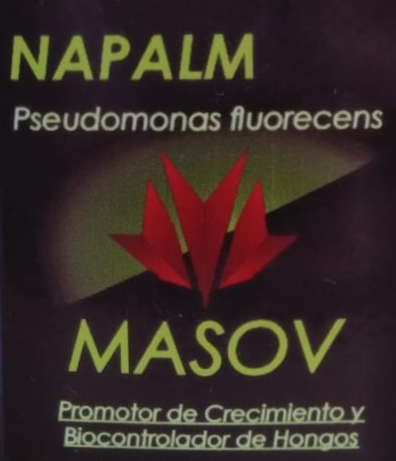 NAPALM
Pseudomonas fluorecens
MASOV
Promotor de Crecimiento y
Biocontrolador de Hongos